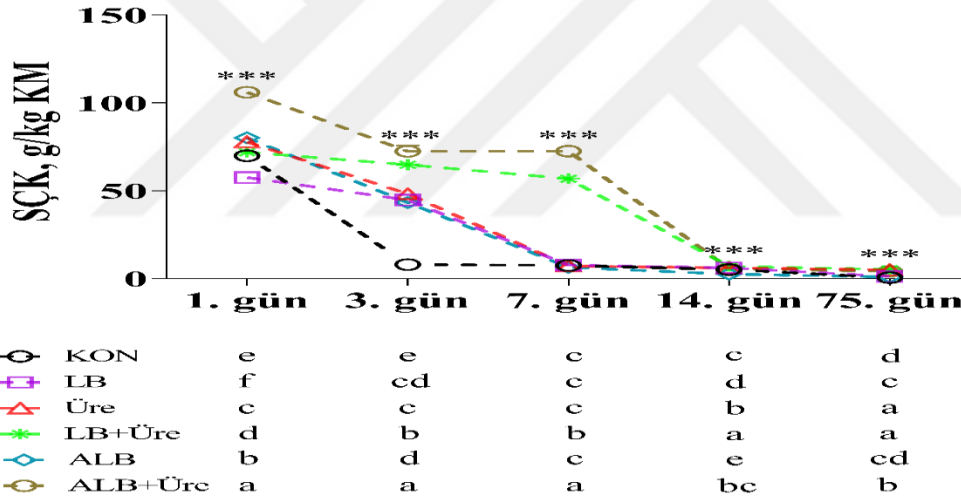 150
SÇK, g/kg KM
100
50
0
***
***
***
***
***
1. gün 3. gün 7. gün 14. gün 75. gün
KON e e c c d
LB f cd c d c
Üre c c c b a
LB+Üre d b b a a
ALB b d c e cd
ALB+Üre a a a bc b